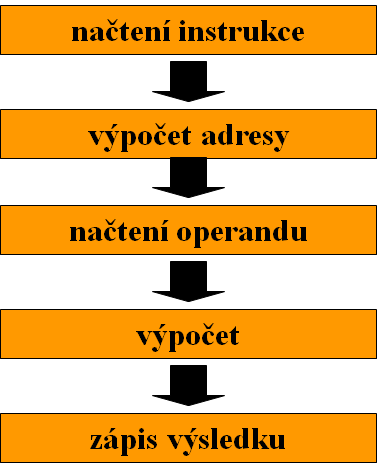 načtení instrukce
výpočet adresy
načtení operandu
výpočet
zápis výsledku